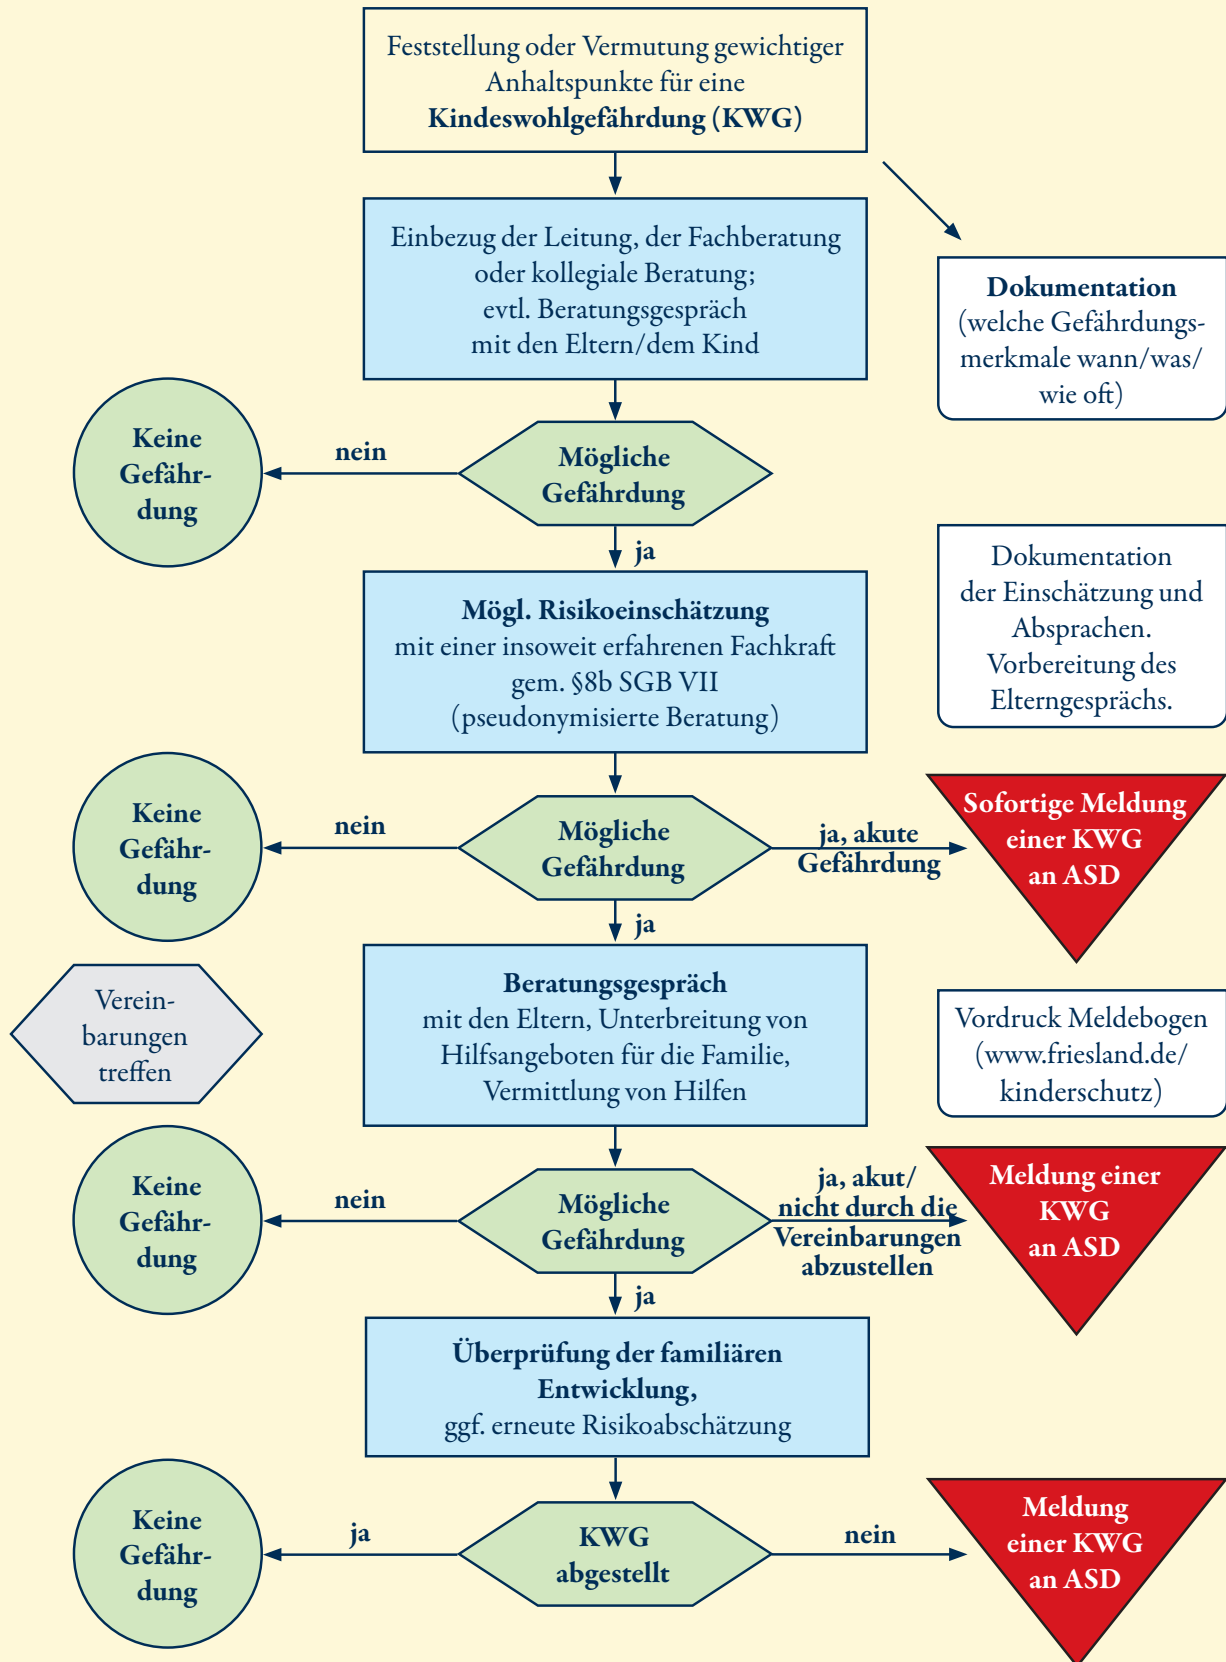 Feststellung oder Vermutung gewichtiger
Anhaltspunkte für eine
Kindeswohlgefährdung (KWG)
Einbezug der Leitung, der Fachberatung
oder kollegiale Beratung;
evtl. Beratungsgespräch
mit den Eltern/dem Kind
Dokumentation
(welche Gefährdungs-
merkmale wann/was/
wie oft)
Keine
Gefähr-
dung
nein
Mögliche
Gefährdung
ja
Mögl. Risikoeinschätzung
mit einer insoweit erfahrenen Fachkraft
gem. §8b SGB VII
(pseudonymisierte Beratung)
Dokumentation
der Einschätzung und
Absprachen.
Vorbereitung des
Elterngesprächs.
Keine
Gefähr-
dung
nein
Mögliche
Gefährdung
ja, akute
Gefährdung
Sofortige Meldung
einer KWG
an ASD
ja
Verein-
barungen
treffen
Beratungsgespräch
mit den Eltern, Unterbreitung von
Hilfsangeboten für die Familie,
Vermittlung von Hilfen
Vordruck Meldebogen
(www.friesland.de/
kinderschutz)
Keine
Gefähr-
dung
nein
Mögliche
Gefährdung
ja, akut/
nicht durch die
Vereinbarungen
abzustellen
Meldung einer
KWG
an ASD
ja
Überprüfung der familiären
Entwicklung,
ggf. erneute Risikoabschätzung
Keine
Gefähr-
dung
ja
KWG
abgestellt
nein
Meldung
einer KWG
an ASD